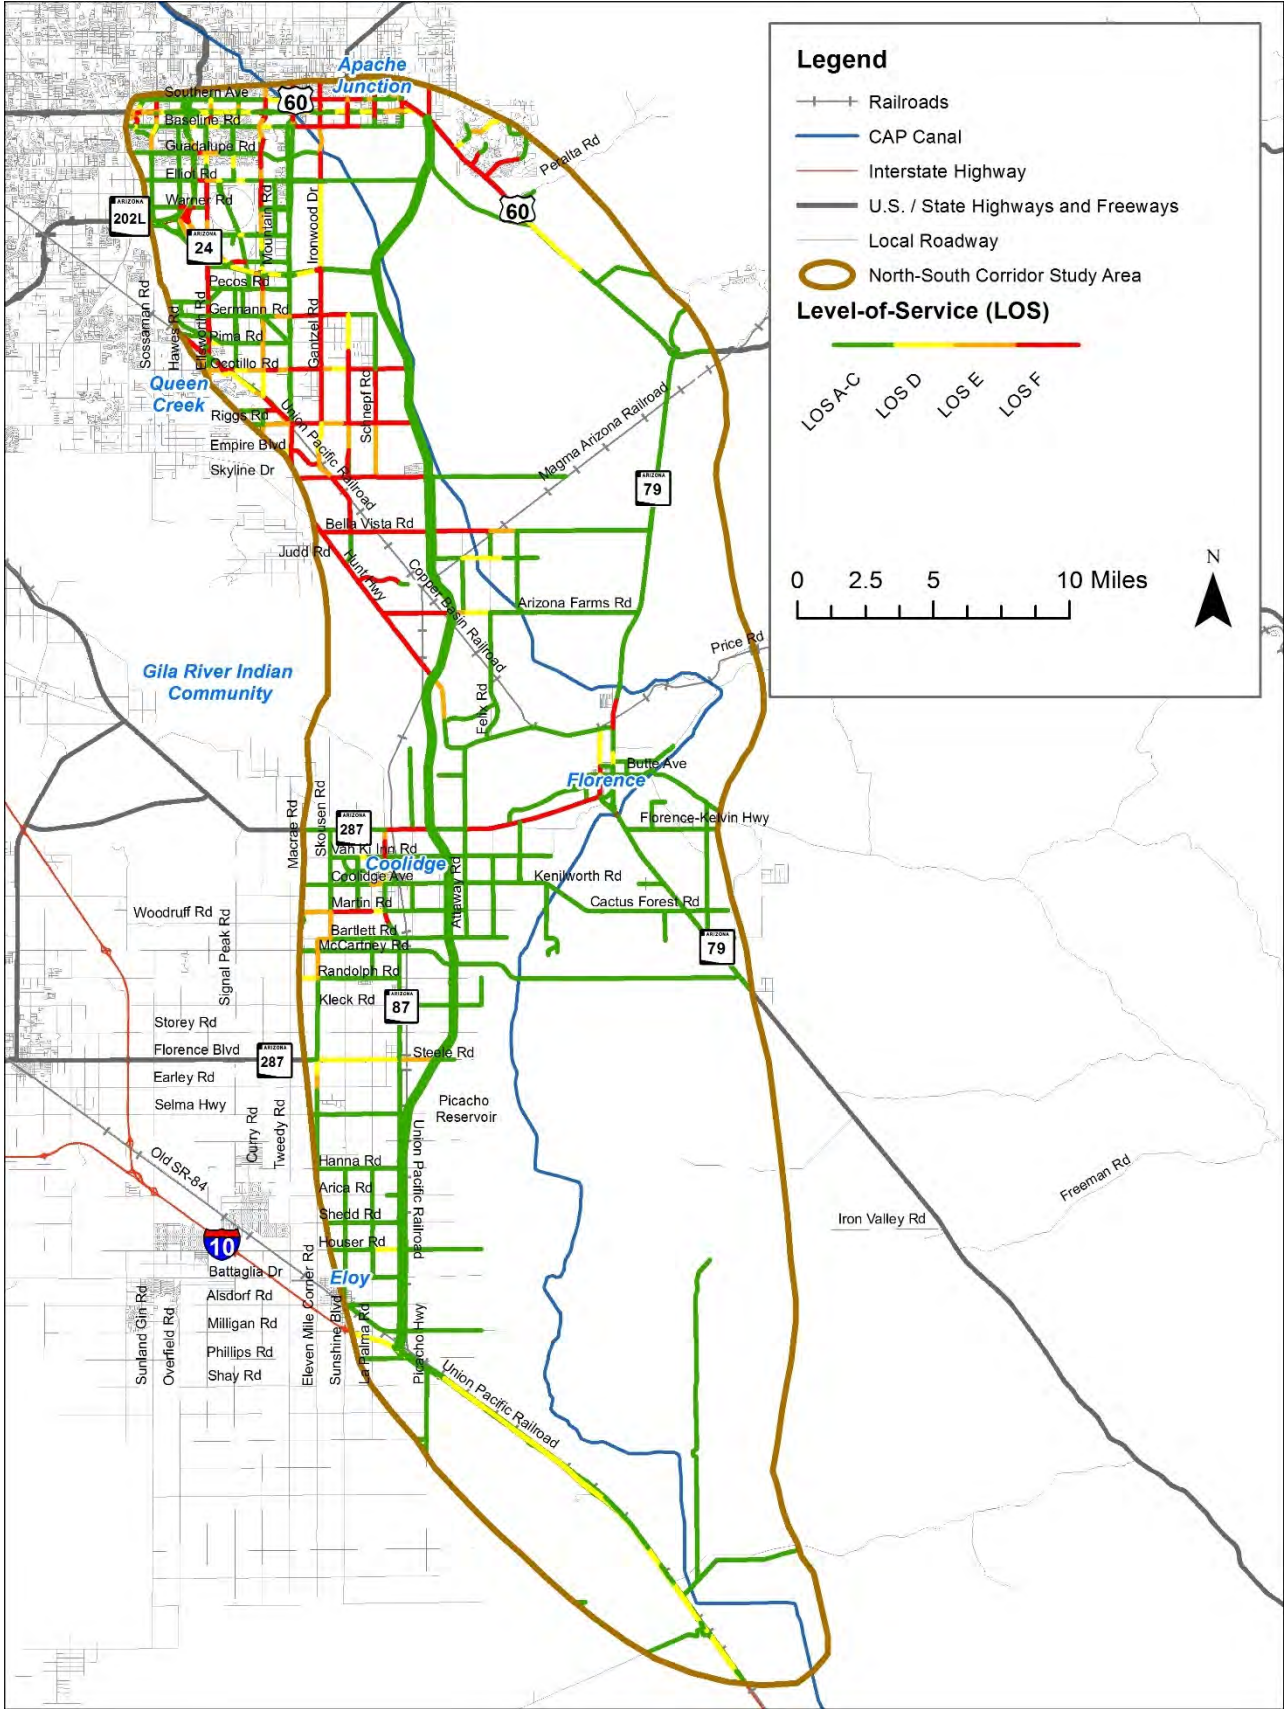 Apache
Junction
Southern Ave
60
Baseline Rd
Guadalupe Rd
Elliot Rd
Warner Rd
ARIZONA
202L
ARIZONA
24
Mountain Rd
Ironwood Dr
Peralta Rd
60
Pecos Rd
Germann Rd
Pima Rd
Ocotillo Rd
Sossaman Rd
Hawes Rd
Ellsworth Rd
Gantzel Rd
Schnepf Rd
Queen
Creek
Riggs Rd
Empire Blvd
Skyline Dr
Union Pacific Railroad
Magma Arizona Railroad
ARIZONA
79
Bella Vista Rd
Judd Rd
Hunt Hwy
Copper Basin Railroad
Arizona Farms Rd
Price Rd
Gila River Indian
Community
Felix Rd
Butte Ave
Florence
Florence-Kelvin Hwy
Macrae Rd
Skousen Rd
ARIZONA
287
Van Ki Inn Rd
Coolidge
Coolidge Ave
Attaway Rd
Kenilworth Rd
Cactus Forest Rd
Martin Rd
Woodruff Rd
Signal Peak Rd
Bartlett Rd
McCartney Rd
ARIZONA
79
Randolph Rd
Kleck Rd
ARIZONA
87
Storey Rd
Florence Blvd
ARIZONA
287
Steele Rd
Earley Rd
Selma Hwy
Picacho
Reservoir
Curry Rd
Tweedy Rd
Old SR-84
Hanna Rd
Arica Rd
Shedd Rd
Houser Rd
Union Pacific Railroad
Freeman Rd
Iron Valley Rd
10
Battaglia Dr
Eloy
Alsdorf Rd
Milligan Rd
Phillips Rd
Shay Rd
Sunland Gin Rd
Overfield Rd
Eleven Mile Corner Rd
Sunshine Blvd
La Palma Rd
Picacho Hwy
Union Pacific Railroad
Legend
Railroads
CAP Canal
Interstate Highway
U.S. / State Highways and Freeways
Local Roadway
North-South Corridor Study Area
Level-of-Service (LOS)
LOS A-C
LOS D
LOS E
LOS F
0 2.5 5 10 Miles
N